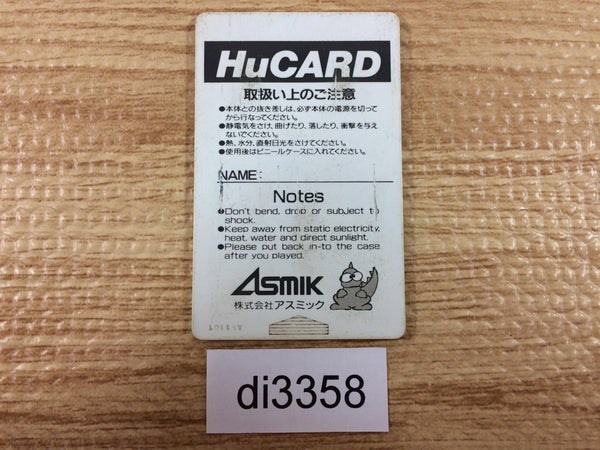 HuCARD
取扱い上のご注意
●本体との抜き差しは、必ず本体の電源を切って
から行なってください。
●静電気をさけ、曲げたり、落したり、衝撃を与え
ないでください。
●熱、水分、直射日光をさけてください。
●使用後はビニールケースに入れてください。
NAME:
Notes
●Don't bend, drop or subject to
shock.
●Keep away from static electricity,
heat, water and direct sunlight.
●Please put back in-to the case
after you played.
ASMIK
株式会社アスミック
di3358